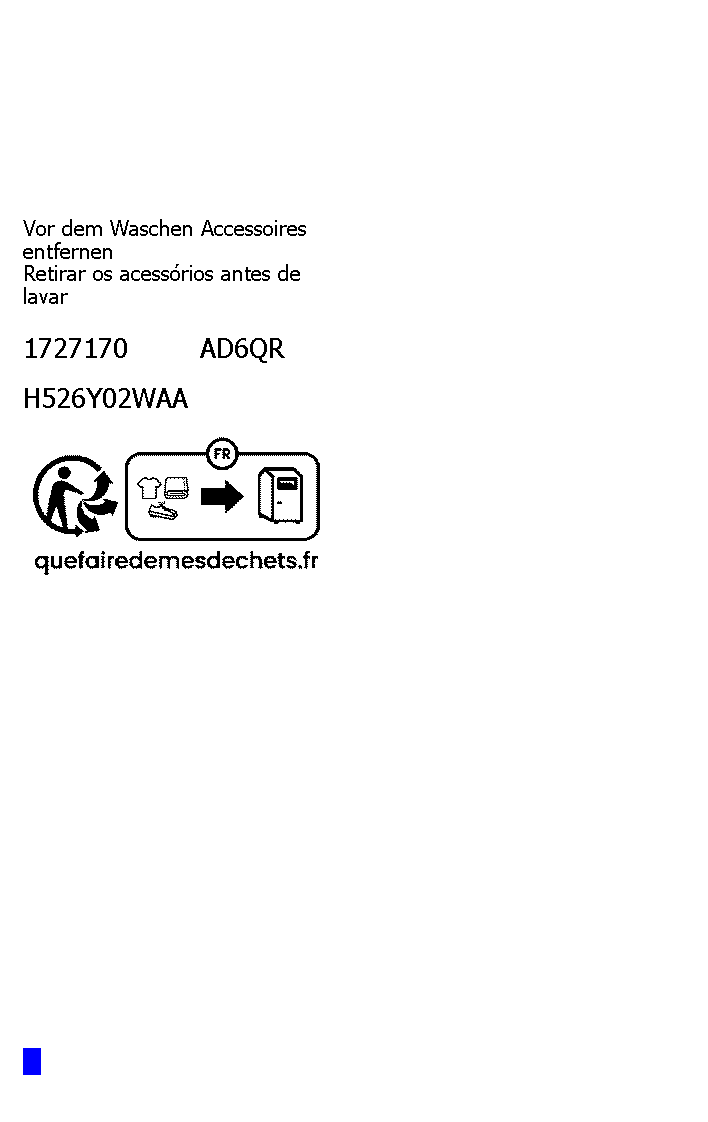 Vor dem Waschen Accessoires
entfernen
Retirar os acessórios antes de
lavar
1727170 AD6QR
H526Y02WAA
FR
quefairedemesdechets.fr